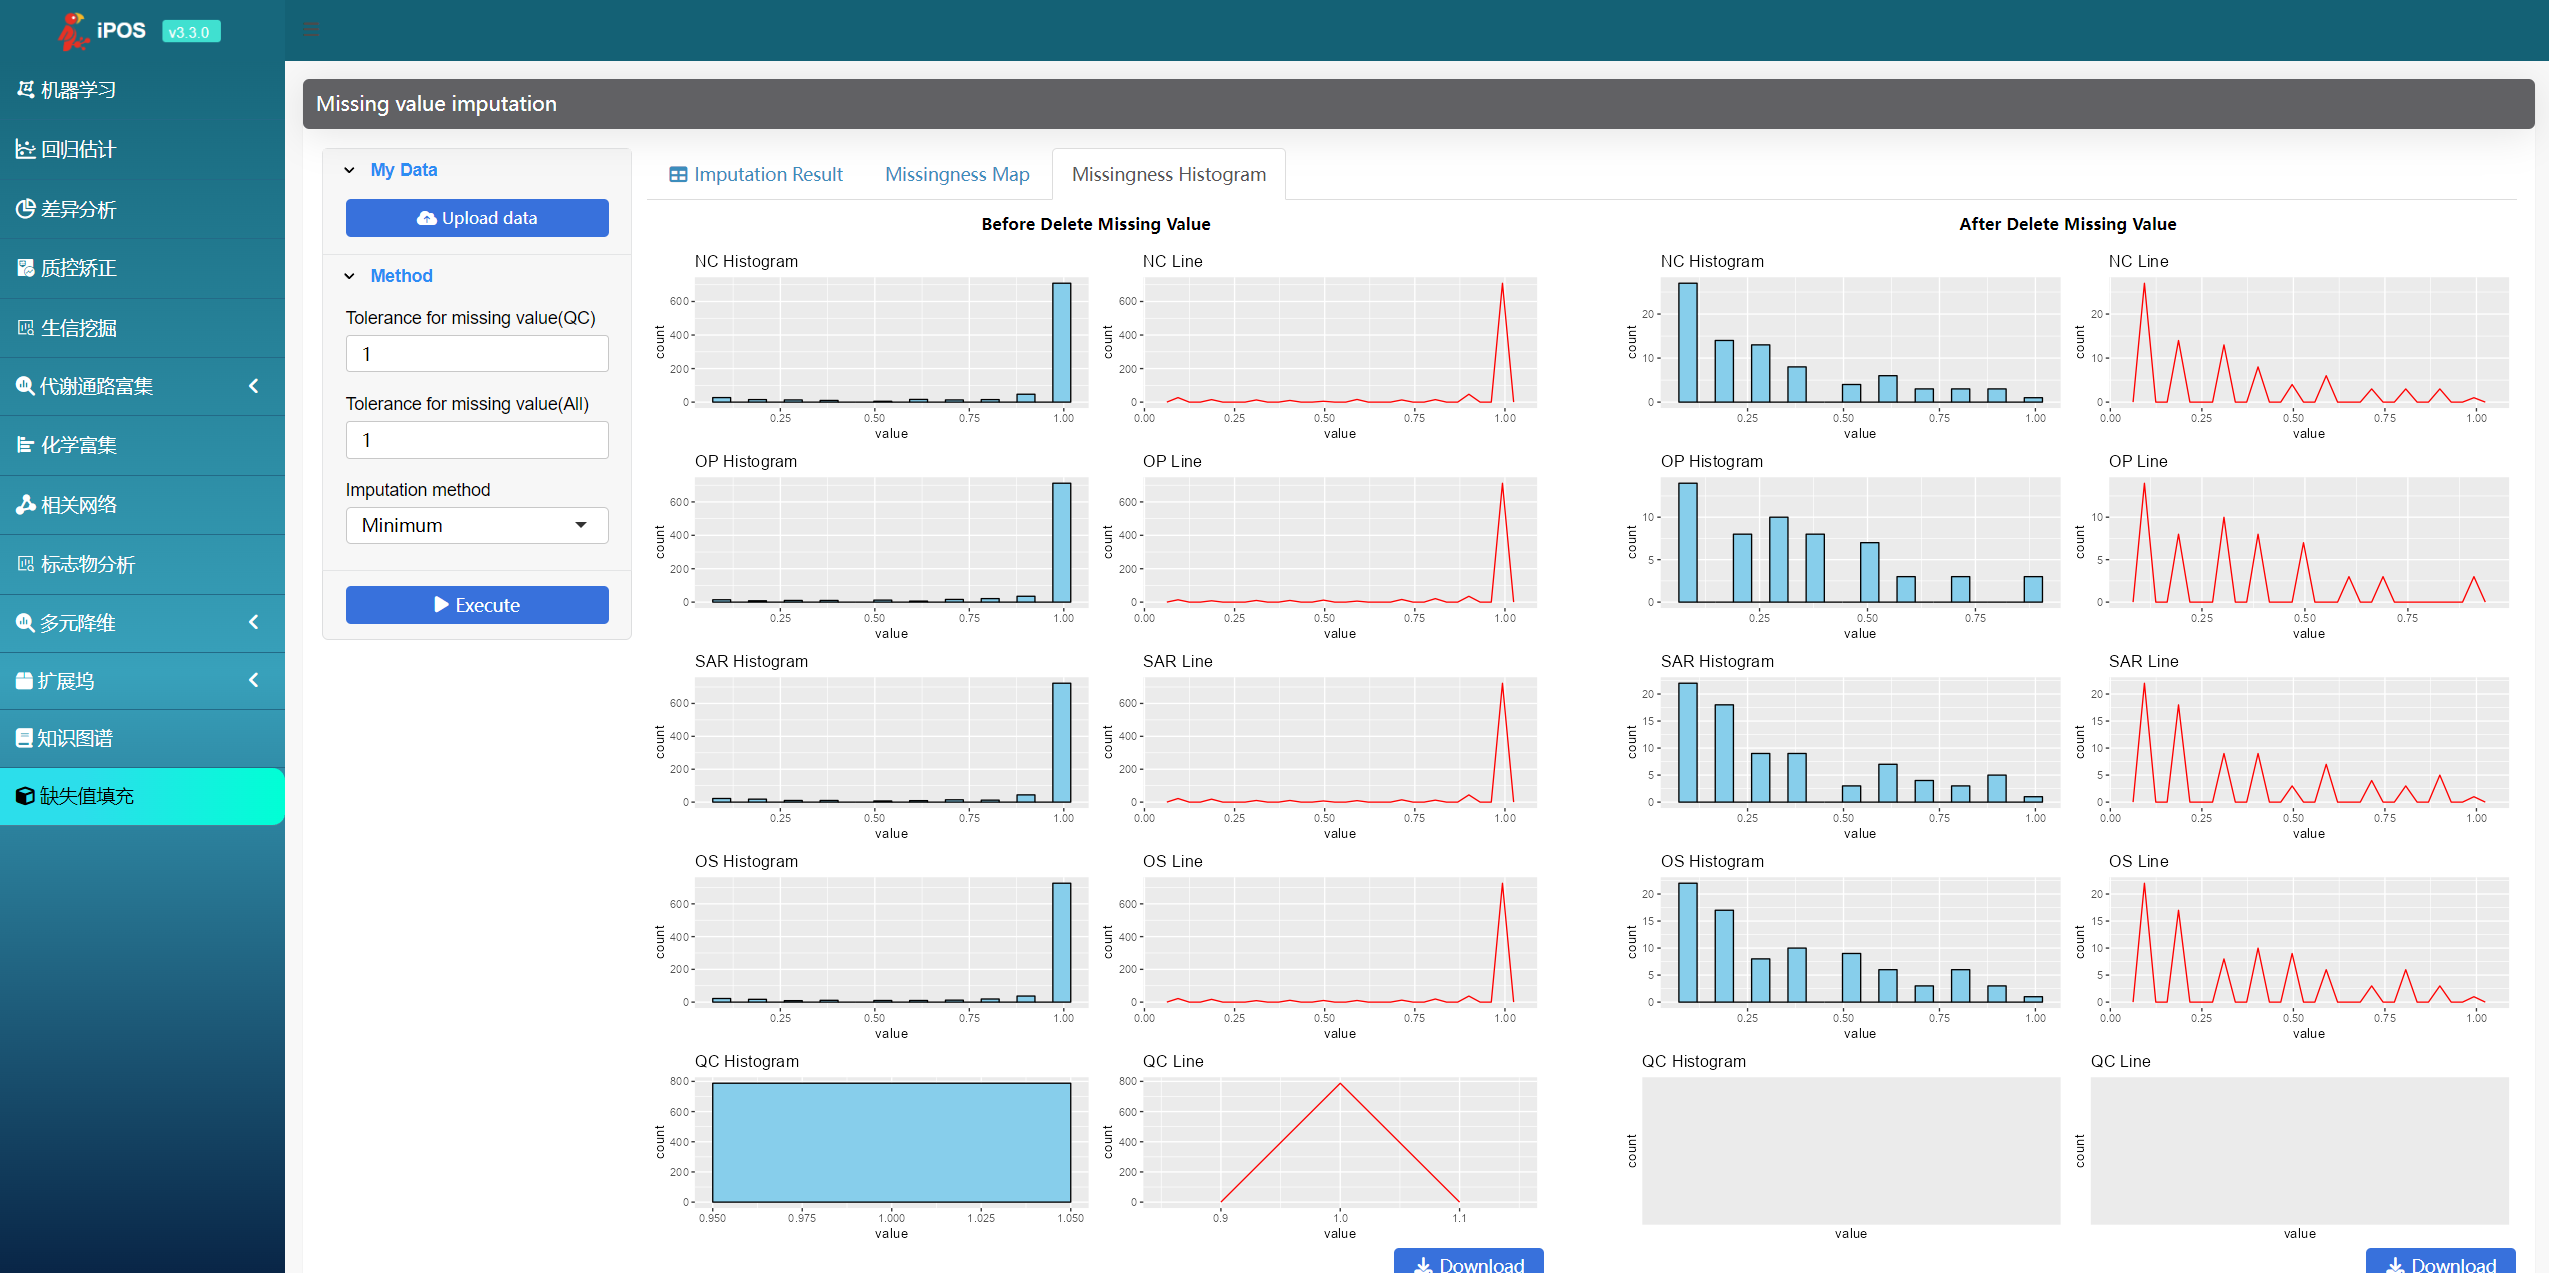 iPOS v3.3.0
机器学习
回归估计
差异分析
质控矫正
生信挖掘
代谢通路富集
化学富集
相关网络
标志物分析
多元降维
扩展坞
知识图谱
缺失值填充
Missing value imputation
My Data
Upload data
Method
Tolerance for missing value(QC)
1
Tolerance for missing value(All)
1
Imputation method
Minimum
Execute
Imputation Result Missingness Map Missingness Histogram
Before Delete Missing Value
NC Histogram
count
600
400
200
0
0.25 0.50 0.75 1.00
value
NC Line
count
600
400
200
0
0.00 0.25 0.50 0.75 1.00
value
OP Histogram
count
600
400
200
0
0.25 0.50 0.75 1.00
value
OP Line
count
600
400
200
0
0.00 0.25 0.50 0.75 1.00
value
SAR Histogram
count
600
400
200
0
0.25 0.50 0.75 1.00
value
SAR Line
count
600
400
200
0
0.00 0.25 0.50 0.75 1.00
value
OS Histogram
count
600
400
200
0
0.25 0.50 0.75 1.00
value
OS Line
count
600
400
200
0
0.00 0.25 0.50 0.75 1.00
value
QC Histogram
count
800
600
400
200
0
0.950 0.975 1.000 1.025 1.050
value
QC Line
count
800
600
400
200
0
0.9 1.0 1.1
value
Download
After Delete Missing Value
NC Histogram
count
20
10
0
0.25 0.50 0.75 1.00
value
NC Line
count
20
10
0
0.00 0.25 0.50 0.75 1.00
value
OP Histogram
count
10
5
0
0.25 0.50 0.75
value
OP Line
count
10
5
0
0.25 0.50 0.75
value
SAR Histogram
count
20
15
10
5
0
0.25 0.50 0.75 1.00
value
SAR Line
count
20
15
10
5
0
0.00 0.25 0.50 0.75 1.00
value
OS Histogram
count
20
15
10
5
0
0.25 0.50 0.75 1.00
value
OS Line
count
20
15
10
5
0
0.00 0.25 0.50 0.75 1.00
value
QC Histogram
count
value
QC Line
count
value
Download